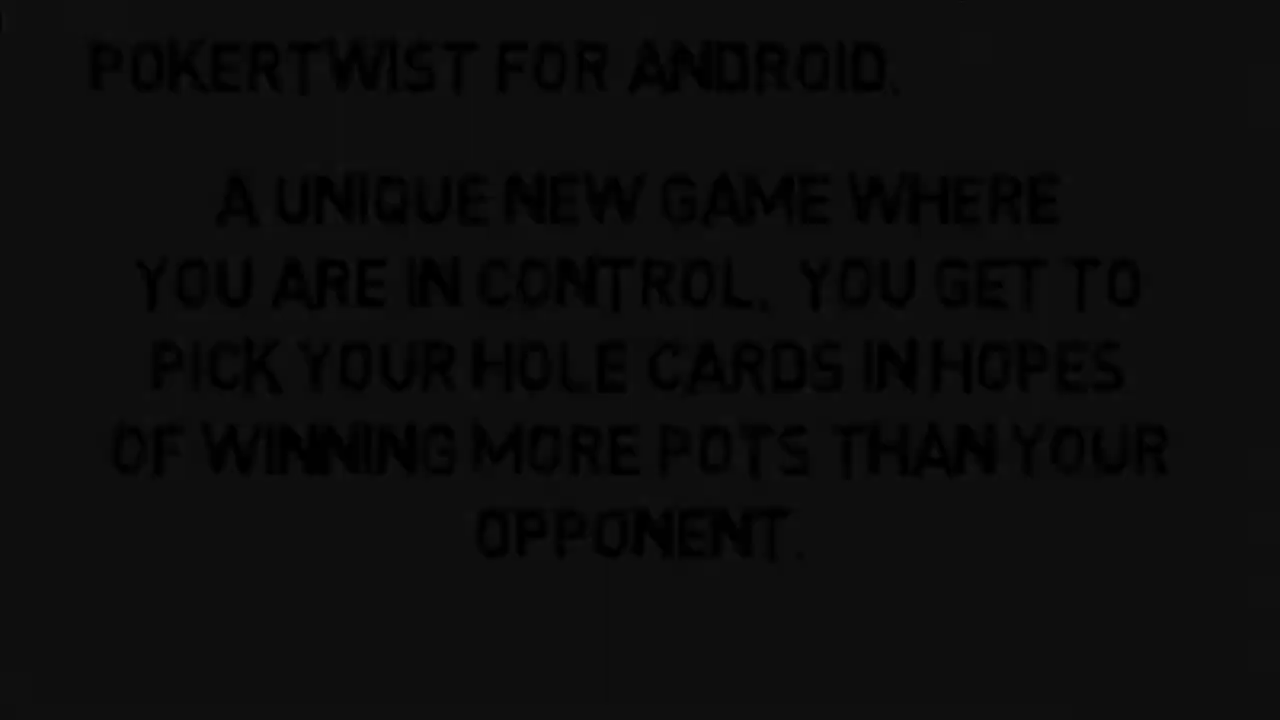 POKERTWIST FOR ANDROID.
A UNIQUE NEW GAME WHERE
YOU ARE IN CONTROL. YOU GET TO
PICK YOUR HOLE CARDS IN HOPES
OF WINNING MORE POTS THAN YOUR
OPPONENT.